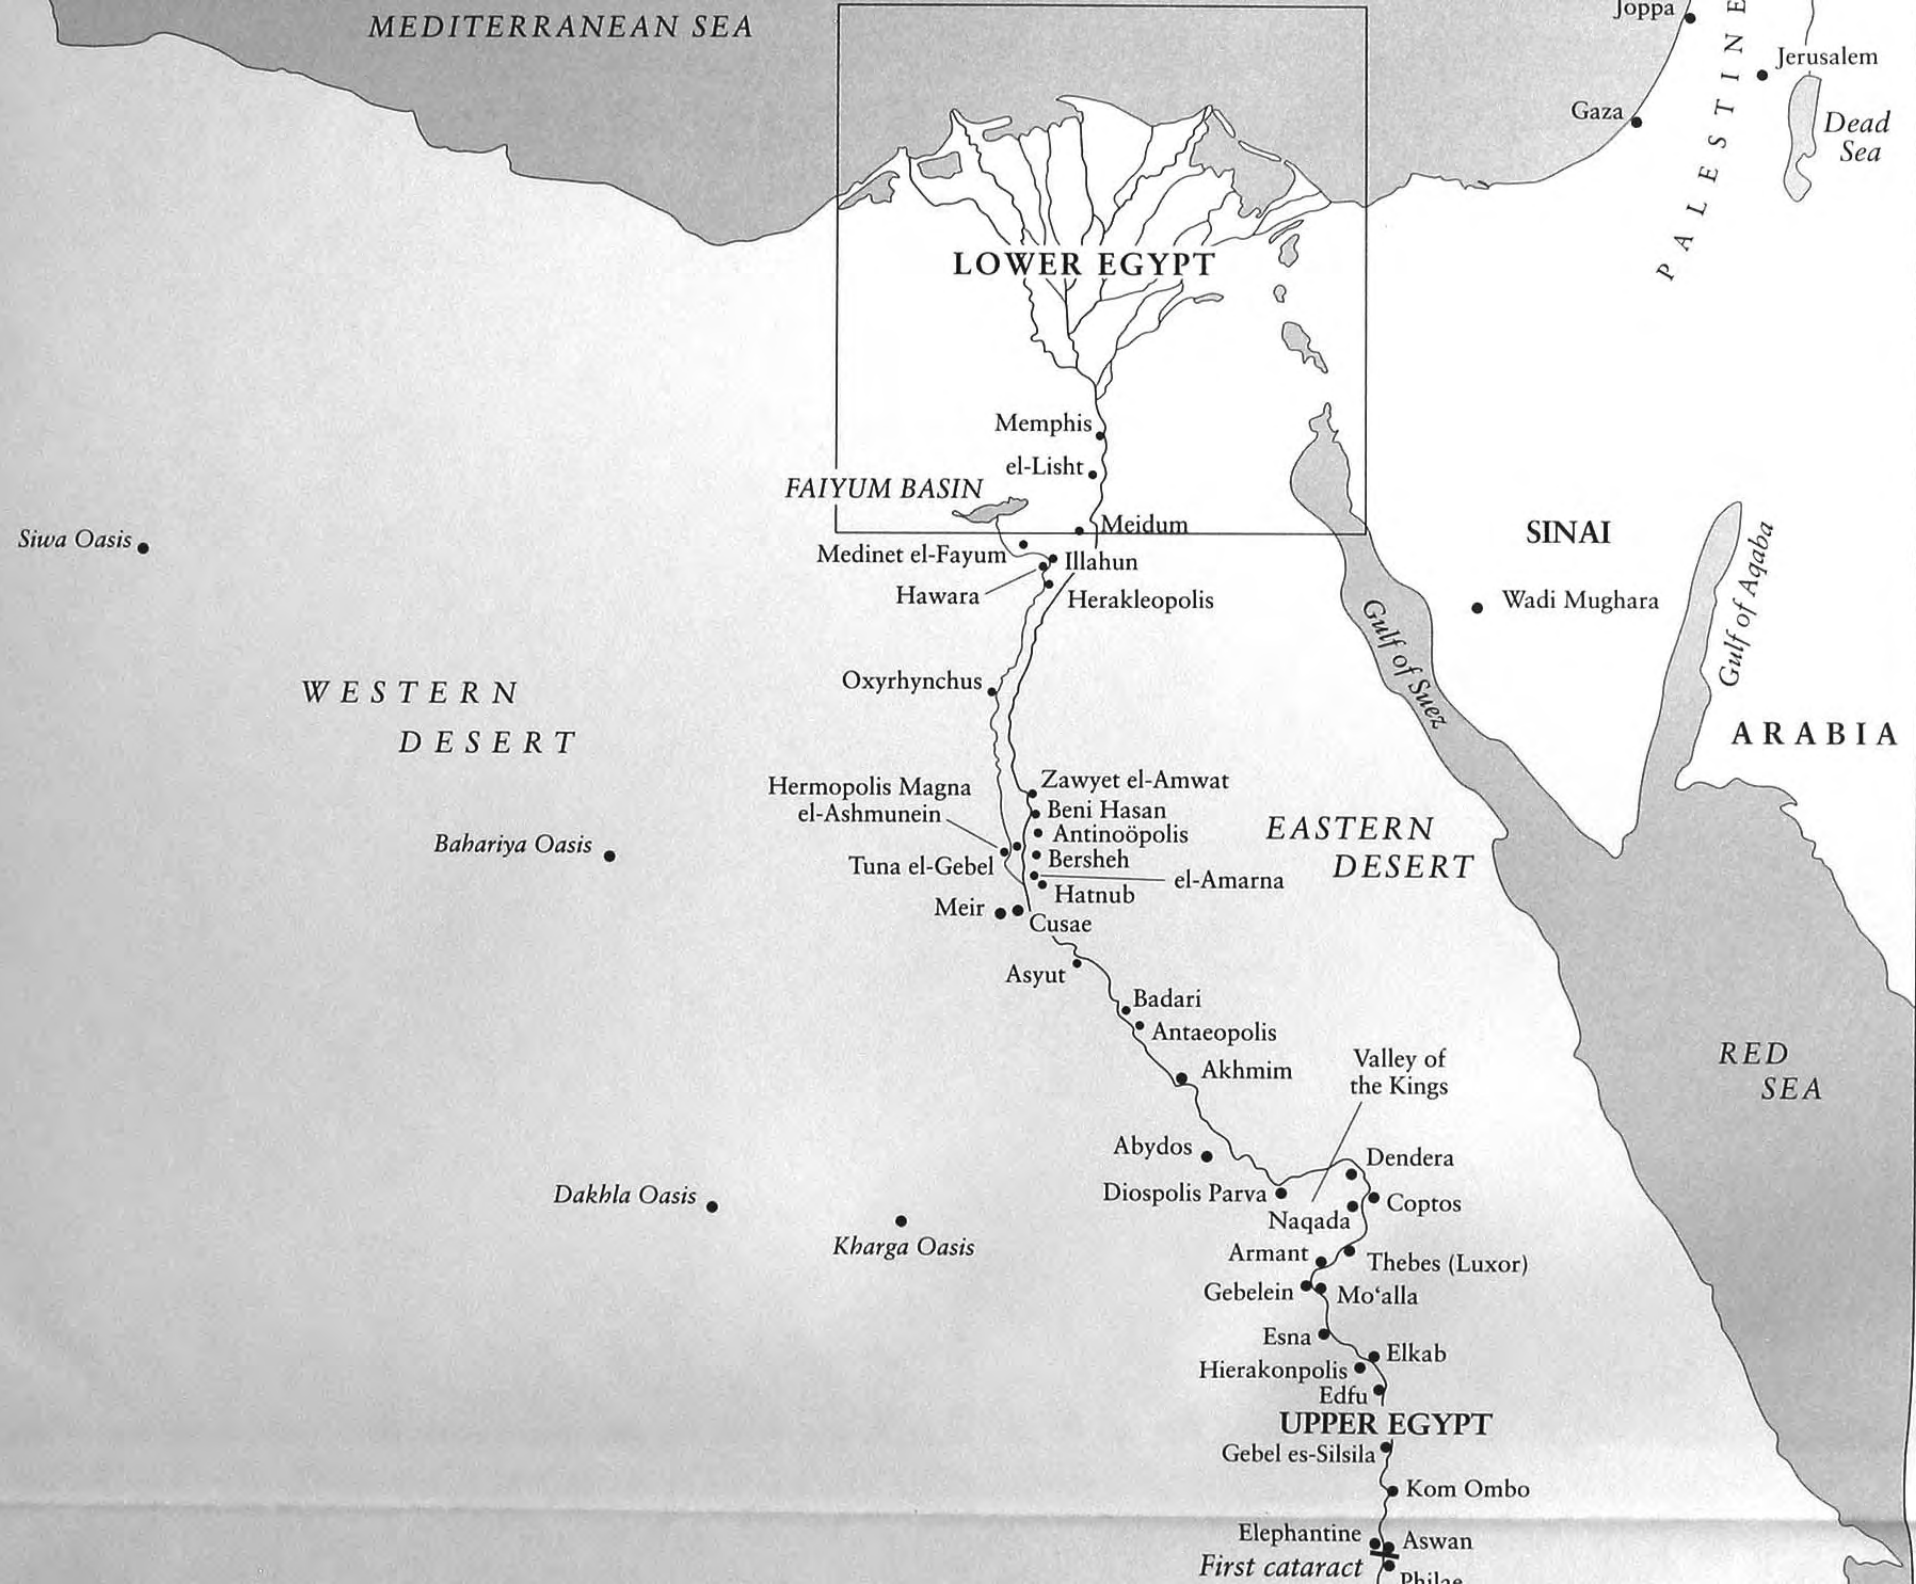 MEDITERRANEAN SEA
Joppa
PALESTINE
Jerusalem
Gaza
Dead
Sea
LOWER EGYPT
Memphis
el-Lisht
FAIYUM BASIN
Meidum
Siwa Oasis
Medinet el-Fayum
Illahun
Hawara
Herakleopolis
SINAI
Wadi Mughara
Gulf of Suez
Gulf of Aqaba
Oxyrhynchus
WESTERN
DESERT
ARABIA
Hermopolis Magna
el-Ashmunein
Zawyet el-Amwat
Beni Hasan
Antinoöpolis
Bahariya Oasis
Tuna el-Gebel
Bersheh
el-Amarna
Hatnub
EASTERN
DESERT
Meir
Cusae
Asyut
Badari
Antaeopolis
Akhmim
Valley of
the Kings
RED
SEA
Abydos
Dendera
Diospolis Parva
Coptos
Naqada
Dakhla Oasis
Kharga Oasis
Armant
Thebes (Luxor)
Gebelein
Mo‘alla
Esna
Elkab
Hierakonpolis
Edfu
UPPER EGYPT
Gebel es-Silsila
Kom Ombo
Elephantine
Aswan
First cataract
Philae